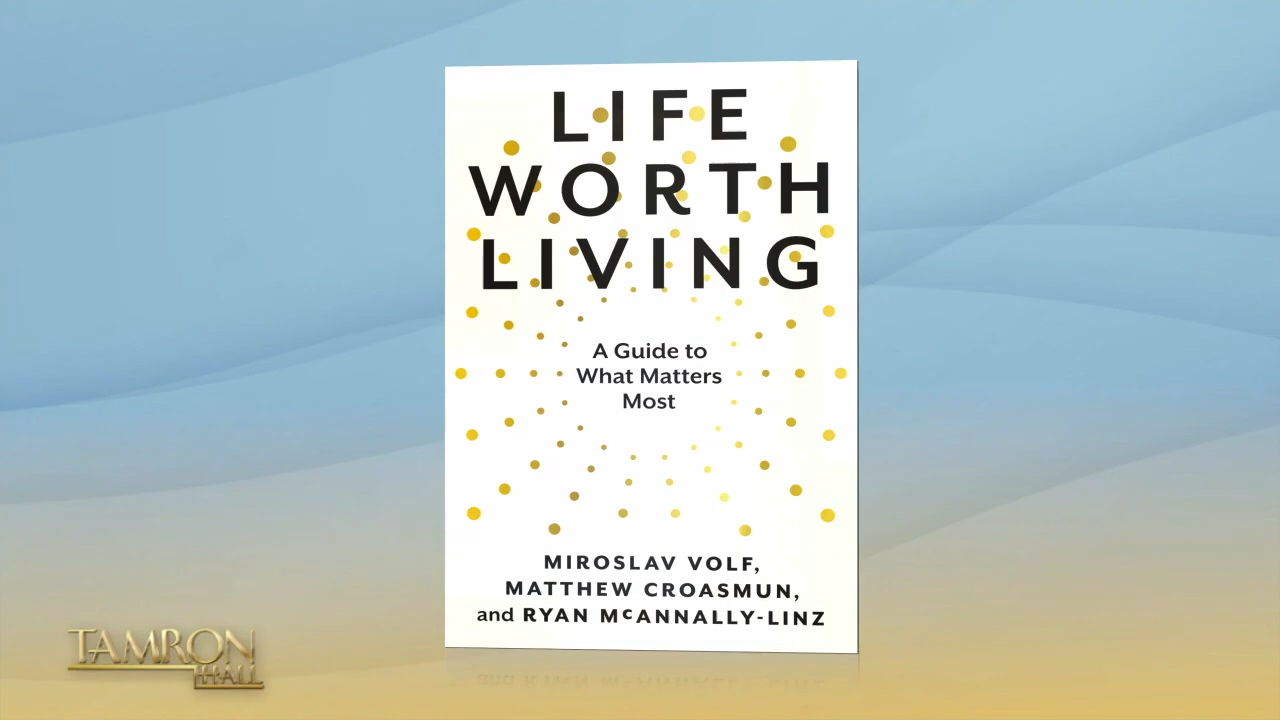 LIFE
WORTH
LIVING
A Guide to
What Matters
Most
MIROSLAV VOLF,
MATTHEW CROASMUN,
and RYAN McANNALLY-LINZ
TAMRON
HALL